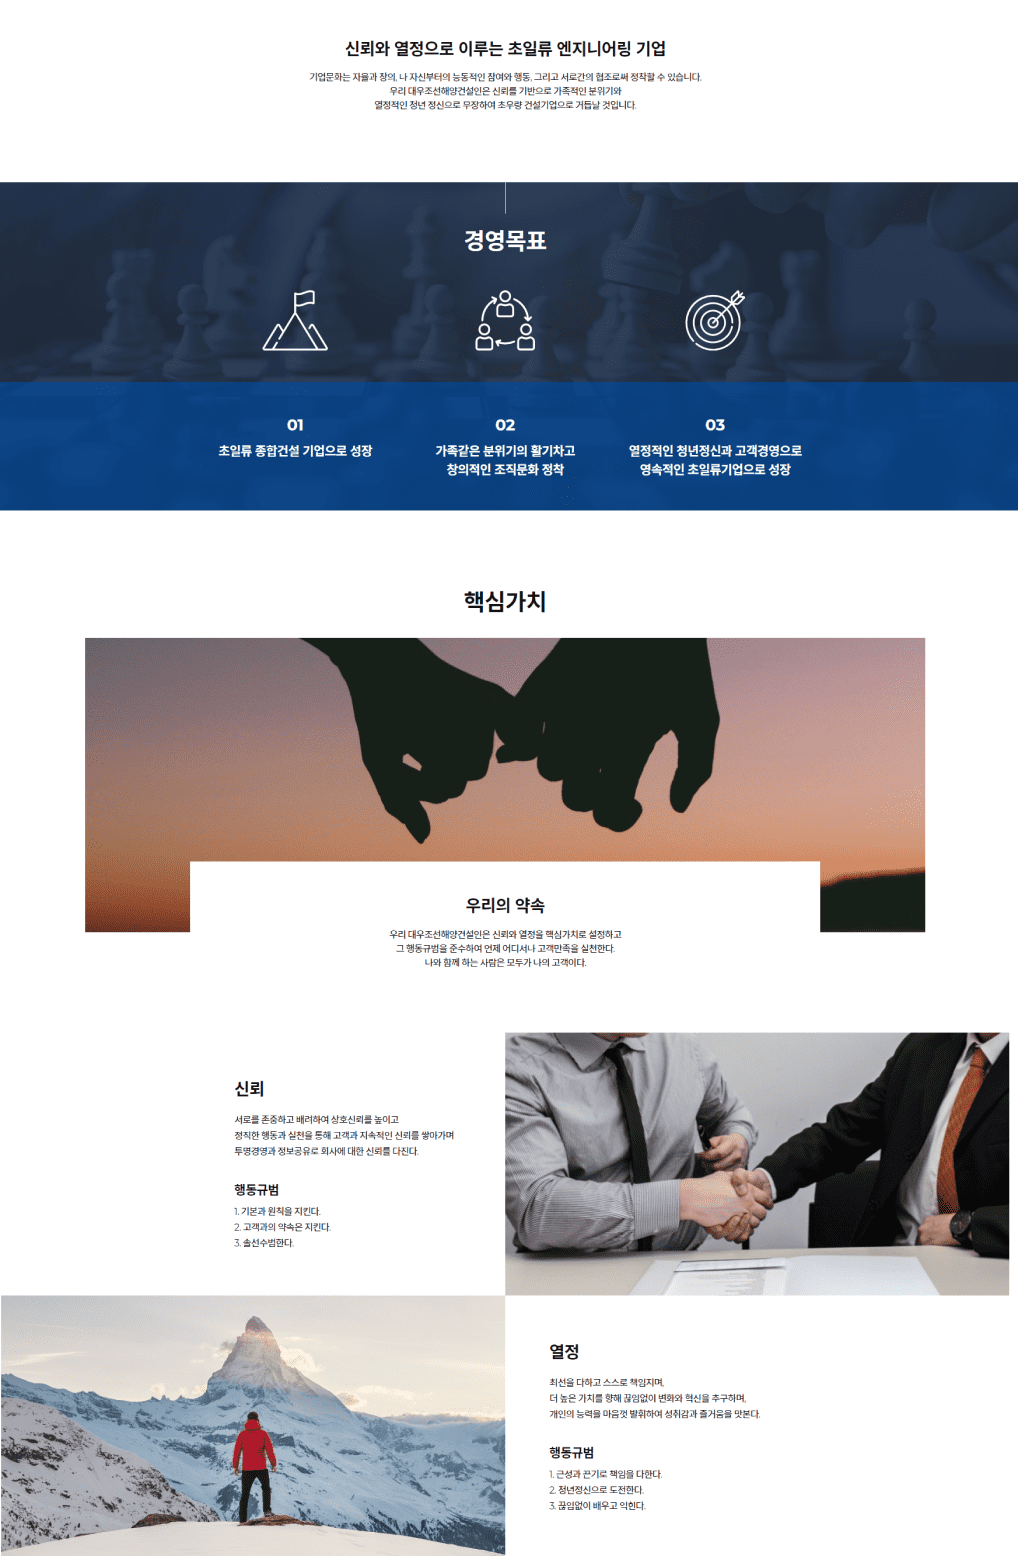 신뢰와 열정으로 이루는 초일류 엔지니어링 기업
기업문화는 자율과 창의, 나 자신부터의 능동적인 참여와 행동, 그리고 서로간의 협조로써 정착할 수 있습니다.
우리 대우조선해양건설인은 신뢰를 기반으로 가족적인 분위기와
열정적인 청년 정신으로 무장하여 초우량 건설기업으로 거듭날 것입니다.
경영목표
01
초일류 종합건설 기업으로 성장
02
가족같은 분위기의 활기차고
창의적인 조직문화 정착
03
열정적인 청년정신과 고객경영으로
영속적인 초일류기업으로 성장
핵심가치
우리의 약속
우리 대우조선해양건설인은 신뢰와 열정을 핵심가치로 설정하고
그 행동규범을 준수하여 언제 어디서나 고객만족을 실천한다.
나와 함께 하는 사람은 모두가 나의 고객이다.
신뢰
서로를 존중하고 배려하여 상호신뢰를 높이고
정직한 행동과 실천을 통해 고객과 지속적인 신뢰를 쌓아가며
투명경영과 정보공유로 회사에 대한 신뢰를 다진다.
행동규범
1. 기본과 원칙을 지킨다.
2. 고객과의 약속은 지킨다.
3. 솔선수범한다.
열정
최선을 다하고 스스로 책임지며,
더 높은 가치를 향해 끊임없이 변화와 혁신을 추구하며,
개인의 능력을 마음껏 발휘하여 성취감과 즐거움을 맛본다.
행동규범
1. 근성과 끈기로 책임을 다한다.
2. 청년정신으로 도전한다.
3. 끊임없이 배우고 익힌다.